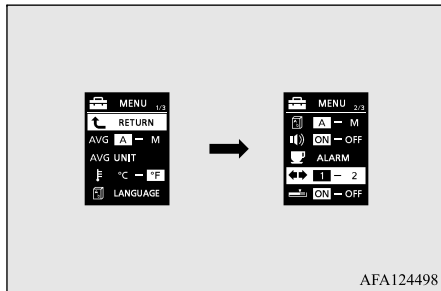 MENU 1/3
RETURN
AVG A – M
AVG UNIT
°C – °F
LANGUAGE
MENU 2/3
A – M
ON – OFF
ALARM
1 – 2
ON – OFF
AFA124498